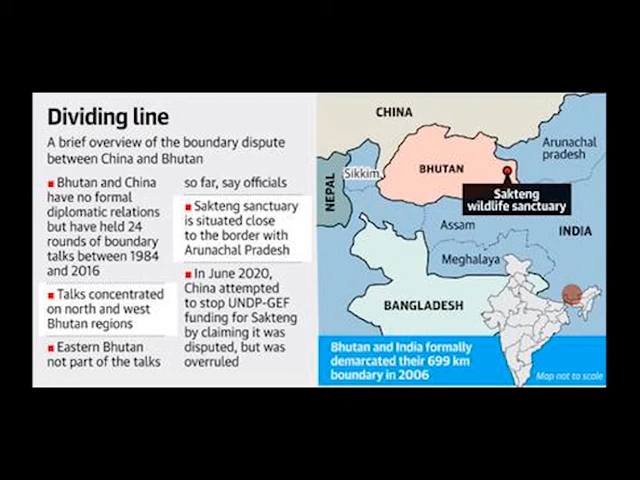 Dividing line
A brief overview of the boundary dispute
between China and Bhutan
■ Bhutan and China
have no formal
diplomatic relations
but have held 24
rounds of boundary
talks between 1984
and 2016
■ Talks concentrated
on north and west
Bhutan regions
■ Eastern Bhutan
not part of the talks
so far, say officials
■ Sakteng sanctuary
is situated close
to the border with
Arunachal Pradesh
■ In June 2020,
China attempted
to stop UNDP-GEF
funding for Sakteng
by claiming it was
disputed, but was
overruled
CHINA
Arunachal
pradesh
BHUTAN
Sikkim
NEPAL
Sakteng
wildlife sanctuary
Assam
INDIA
Meghalaya
BANGLADESH
Bhutan and India formally
demarcated their 699 km
boundary in 2006
Map not to scale